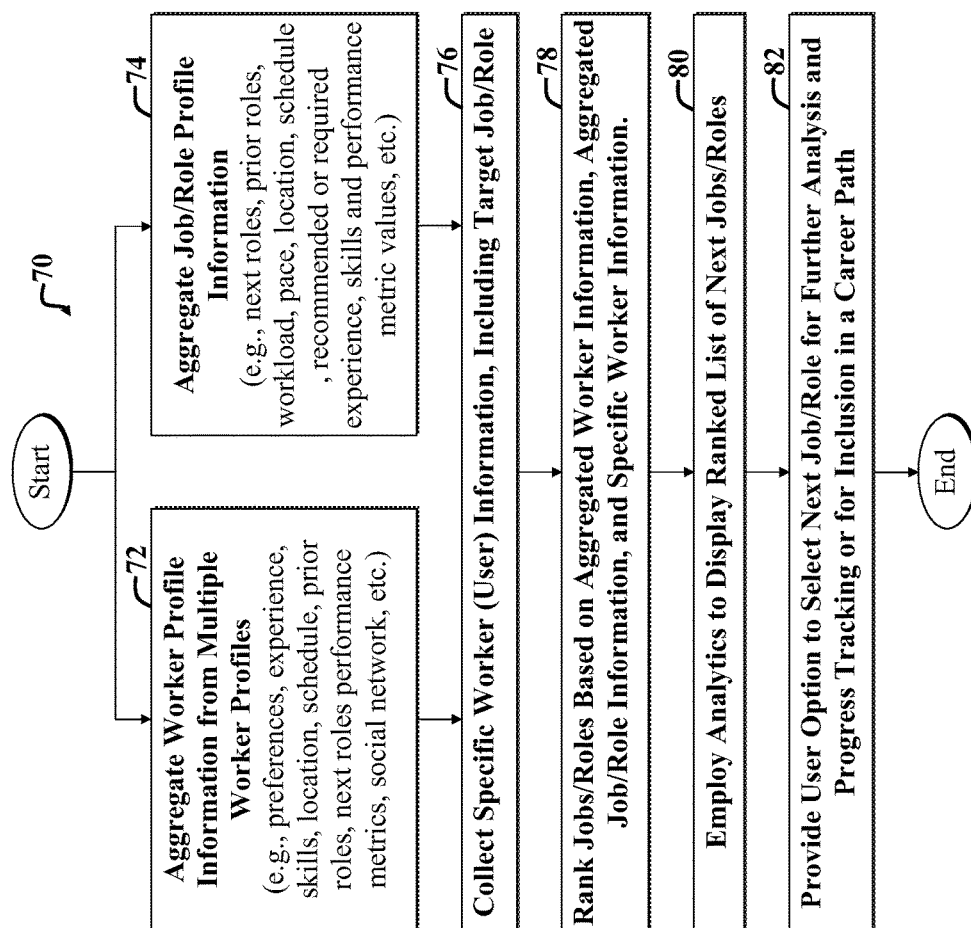 70
Start
72
Aggregate Worker Profile
Information from Multiple
Worker Profiles
(e.g., preferences, experience,
skills, location, schedule, prior
roles, next roles performance
metrics, social network, etc.)
74
Aggregate Job/Role Profile
Information
(e.g., next roles, prior roles,
workload, pace, location, schedule
, recommended or required
experience, skills and performance
metric values, etc.)
76
Collect Specific Worker (User) Information, Including Target Job/Role
78
Rank Jobs/Roles Based on Aggregated Worker Information, Aggregated
Job/Role Information, and Specific Worker Information.
80
Employ Analytics to Display Ranked List of Next Jobs/Roles
82
Provide User Option to Select Next Job/Role for Further Analysis and
Progress Tracking or for Inclusion in a Career Path
End